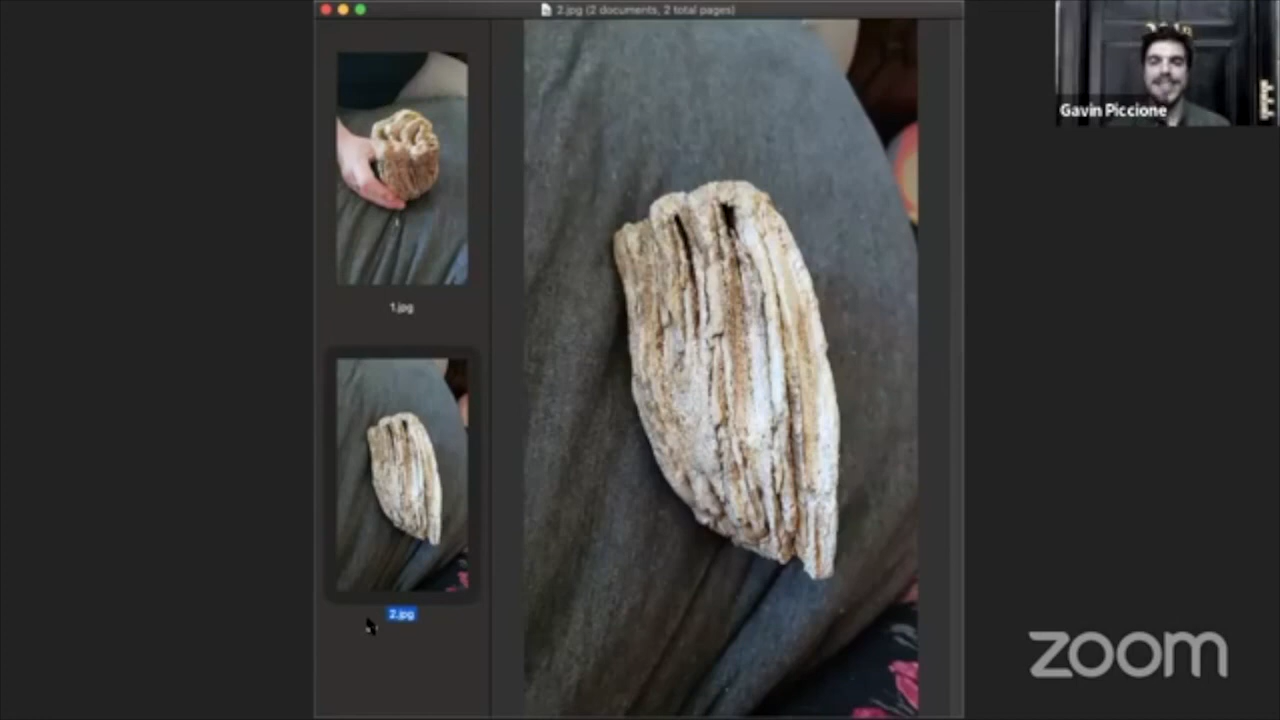 2.jpg (2 documents, 2 total pages)
Gavin Piccione
1.jpg
2.jpg
zoom